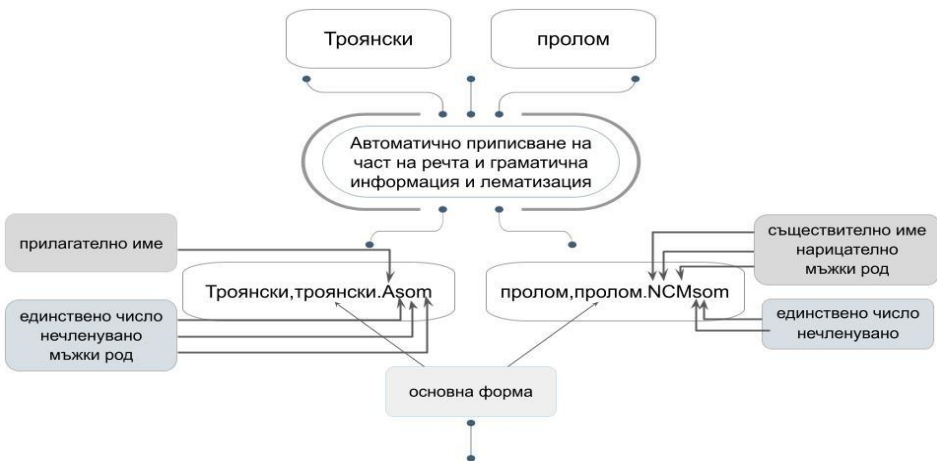 Троянски
пролом
Автоматично приписване на
част на речта и граматична
информация и лематизация
прилагателно име
съществително име
нарицателно
мъжки род
Троянски,троянски.Asom
пролом,пролом.NCMsom
единствено число
нечленувано
мъжки род
единствено число
нечленувано
основна форма